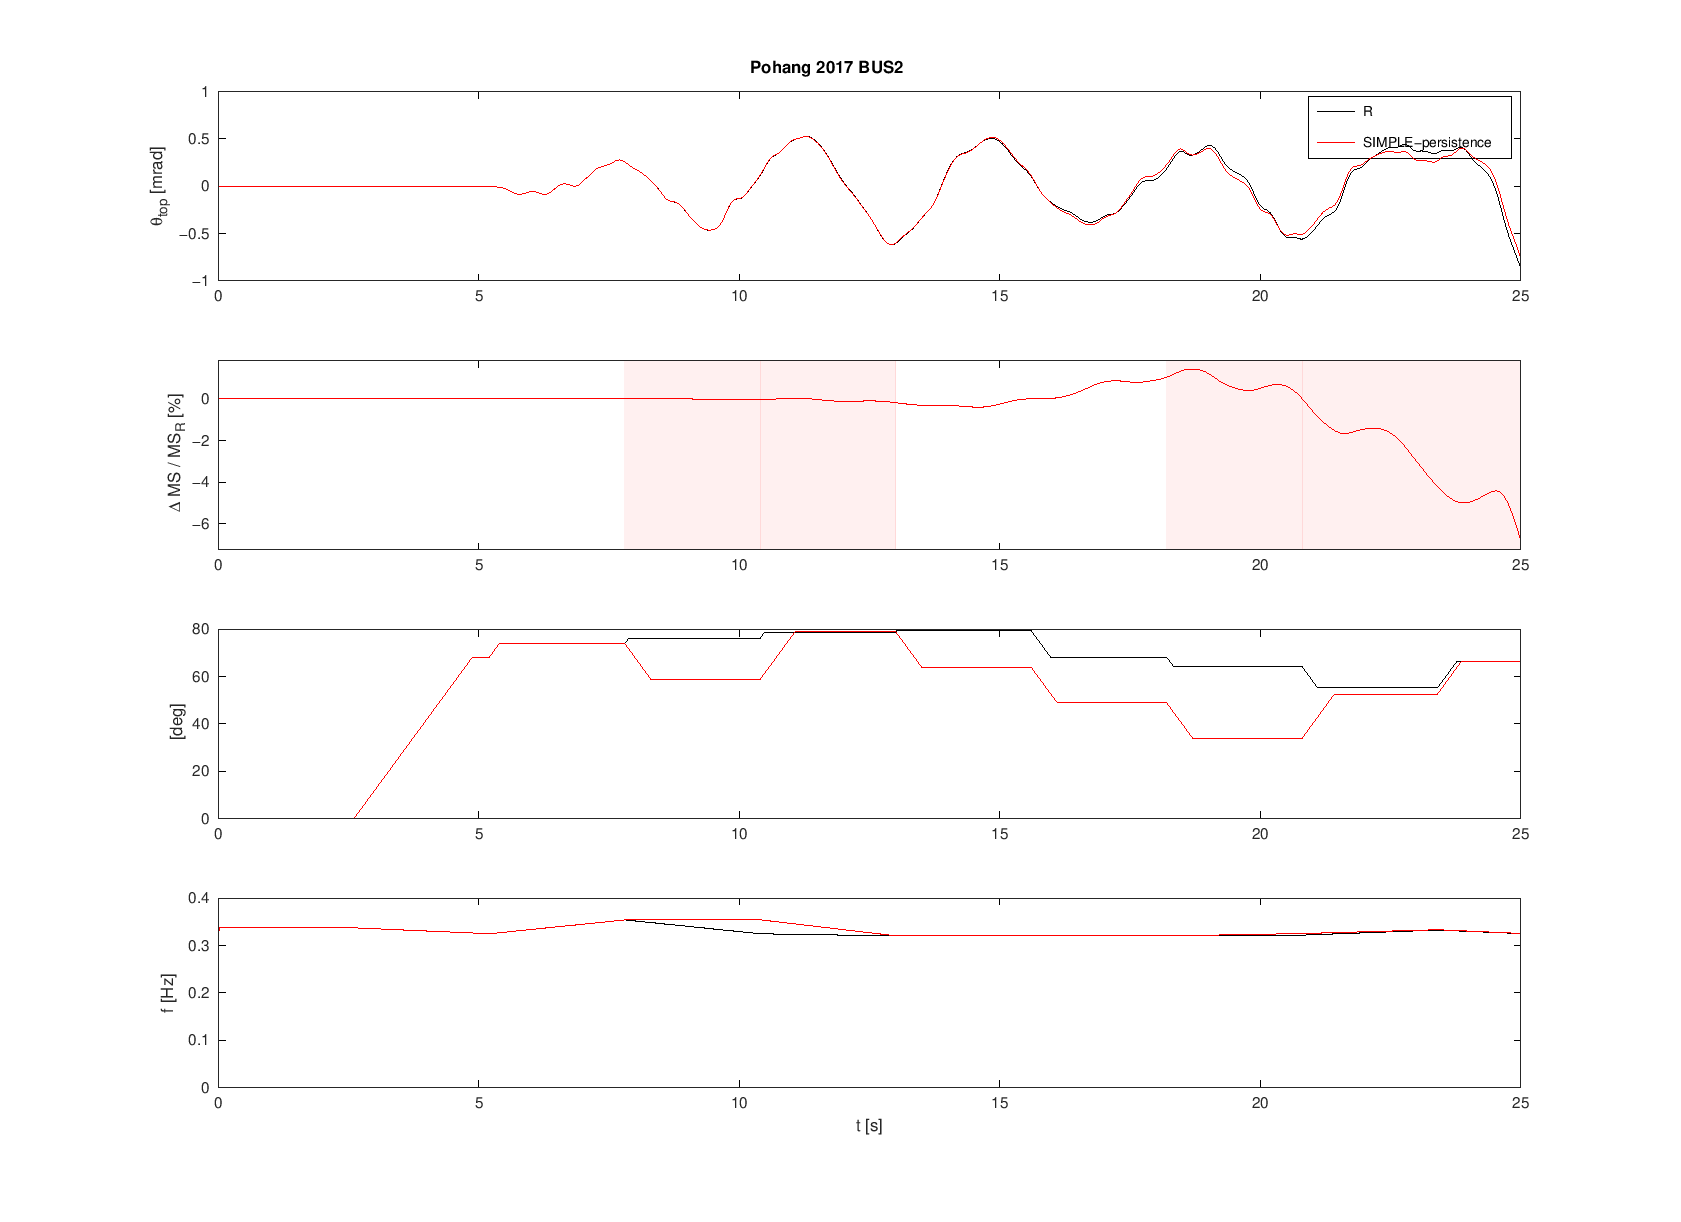 Pohang 2017 BUS2
1
0.5
0
−0.5
−1
θtop [mrad]
R
SIMPLE−persistence
0 5 10 15 20 25
0
−2
−4
−6
Δ MS / MSR [%]
0 5 10 15 20 25
80
60
40
20
0
[deg]
0 5 10 15 20 25
0.4
0.3
0.2
0.1
0
f [Hz]
0 5 10 15 20 25
t [s]